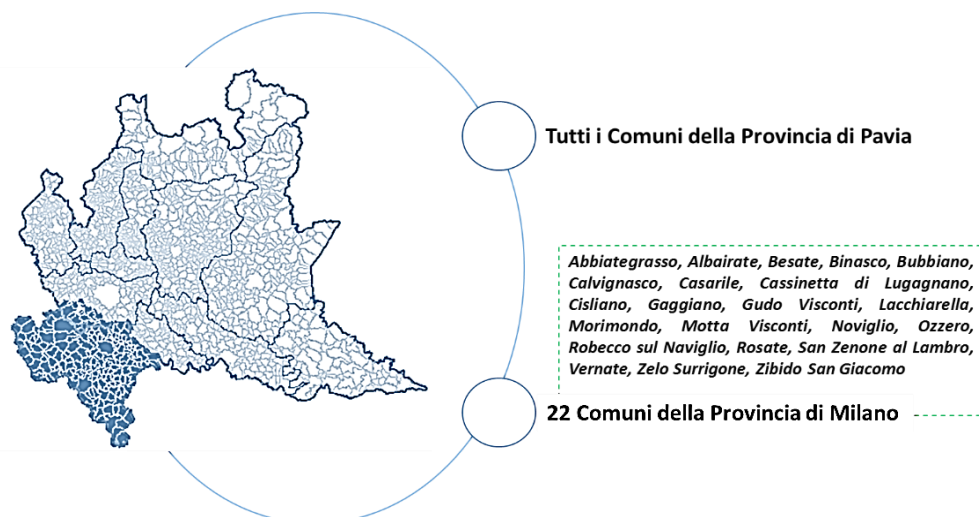 Tutti i Comuni della Provincia di Pavia
Abbiategrasso, Albairate, Besate, Binasco, Bubbiano,
Calvignasco, Casarile, Cassinetta di Lugagnano,
Cisliano, Gaggiano, Gudo Visconti, Lacchiarella,
Morimondo, Motta Visconti, Noviglio, Ozzero,
Robecco sul Naviglio, Rosate, San Zenone al Lambro,
Vernate, Zelo Surrigone, Zibido San Giacomo
22 Comuni della Provincia di Milano